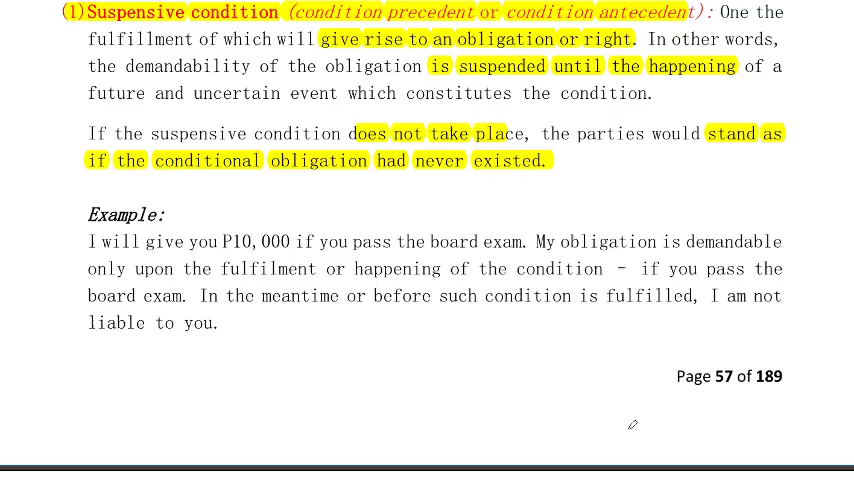 (1)Suspensive condition (condition precedent or condition antecedent): One the
fulfillment of which will give rise to an obligation or right. In other words,
the demandability of the obligation is suspended until the happening of a
future and uncertain event which constitutes the condition.
If the suspensive condition does not take place, the parties would stand as
if the conditional obligation had never existed.
Example:
I will give you P10,000 if you pass the board exam. My obligation is demandable
only upon the fulfilment or happening of the condition – if you pass the
board exam. In the meantime or before such condition is fulfilled, I am not
liable to you.
Page 57 of 189